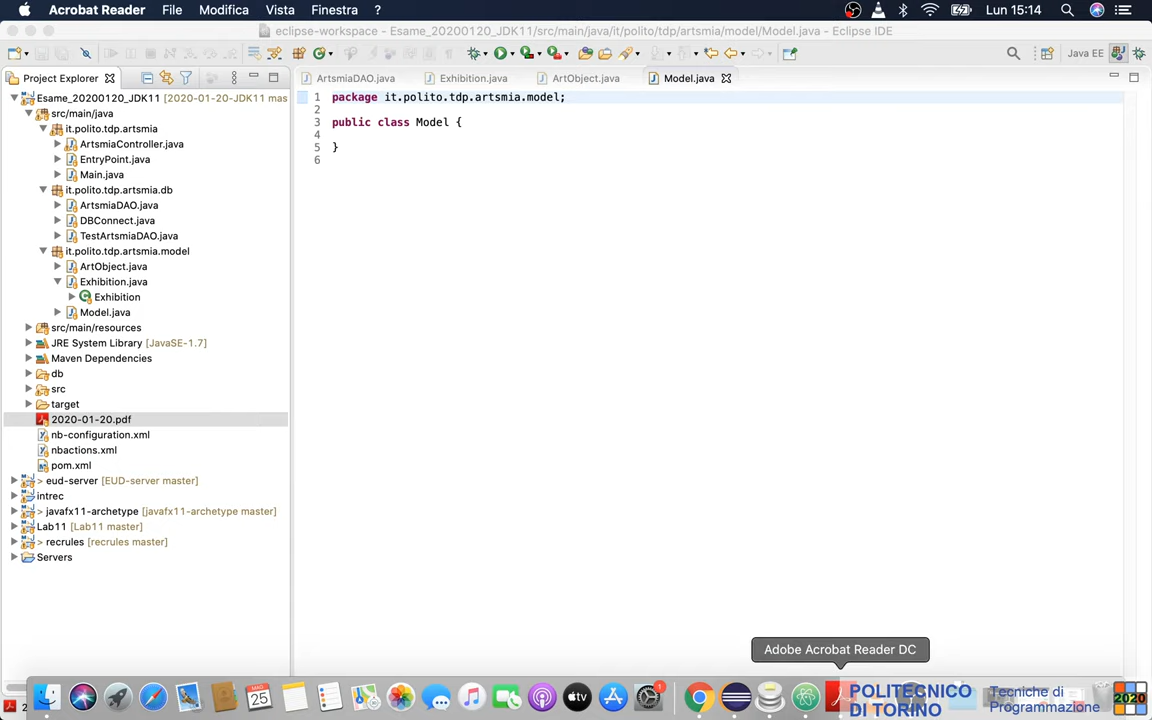 Acrobat Reader File Modifica Vista Finestra ? Lun 15:14
eclipse-workspace - Esame_20200120_JDK11/src/main/java/it/polito/tdp/artsmia/model/Model.java - Eclipse IDE
Java EE
Project Explorer
ArtsmiaDAO.java Exhibition.java ArtObject.java Model.java
Esame_20200120_JDK11 [2020-01-20-JDK11 mas
src/main/java
it.polito.tdp.artsmia
ArtsmiaController.java
EntryPoint.java
Main.java
it.polito.tdp.artsmia.db
ArtsmiaDAO.java
DBConnect.java
TestArtsmiaDAO.java
it.polito.tdp.artsmia.model
ArtObject.java
Exhibition.java
Exhibition
Model.java
src/main/resources
JRE System Library [JavaSE-1.7]
Maven Dependencies
db
src
target
2020-01-20.pdf
nb-configuration.xml
nbactions.xml
pom.xml
> eud-server [EUD-server master]
intrec
> javafx11-archetype [javafx11-archetype master]
Lab11 [Lab11 master]
> recrules [recrules master]
Servers
1 package it.polito.tdp.artsmia.model;
2
3 public class Model {
4
5 }
6
Adobe Acrobat Reader DC
MAG
25
1
2
POLITECNICO
DI TORINO
Tecniche di
Programmazione
2020